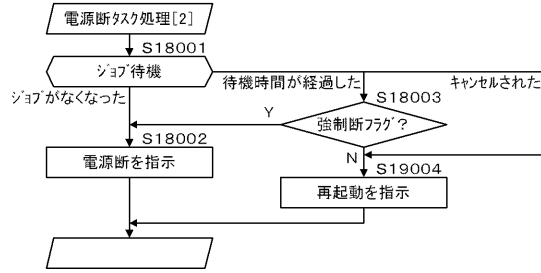 電源断ﾀｽｸ処理[2]
S18001
ｼﾞｮﾌﾞ待機
待機時間が経過した
ｷｬﾝｾﾙされた
ｼﾞｮﾌﾞがなくなった
S18003
Y
強制断ﾌﾗｸﾞ?
S18002
N
S19004
電源断を指示
再起動を指示